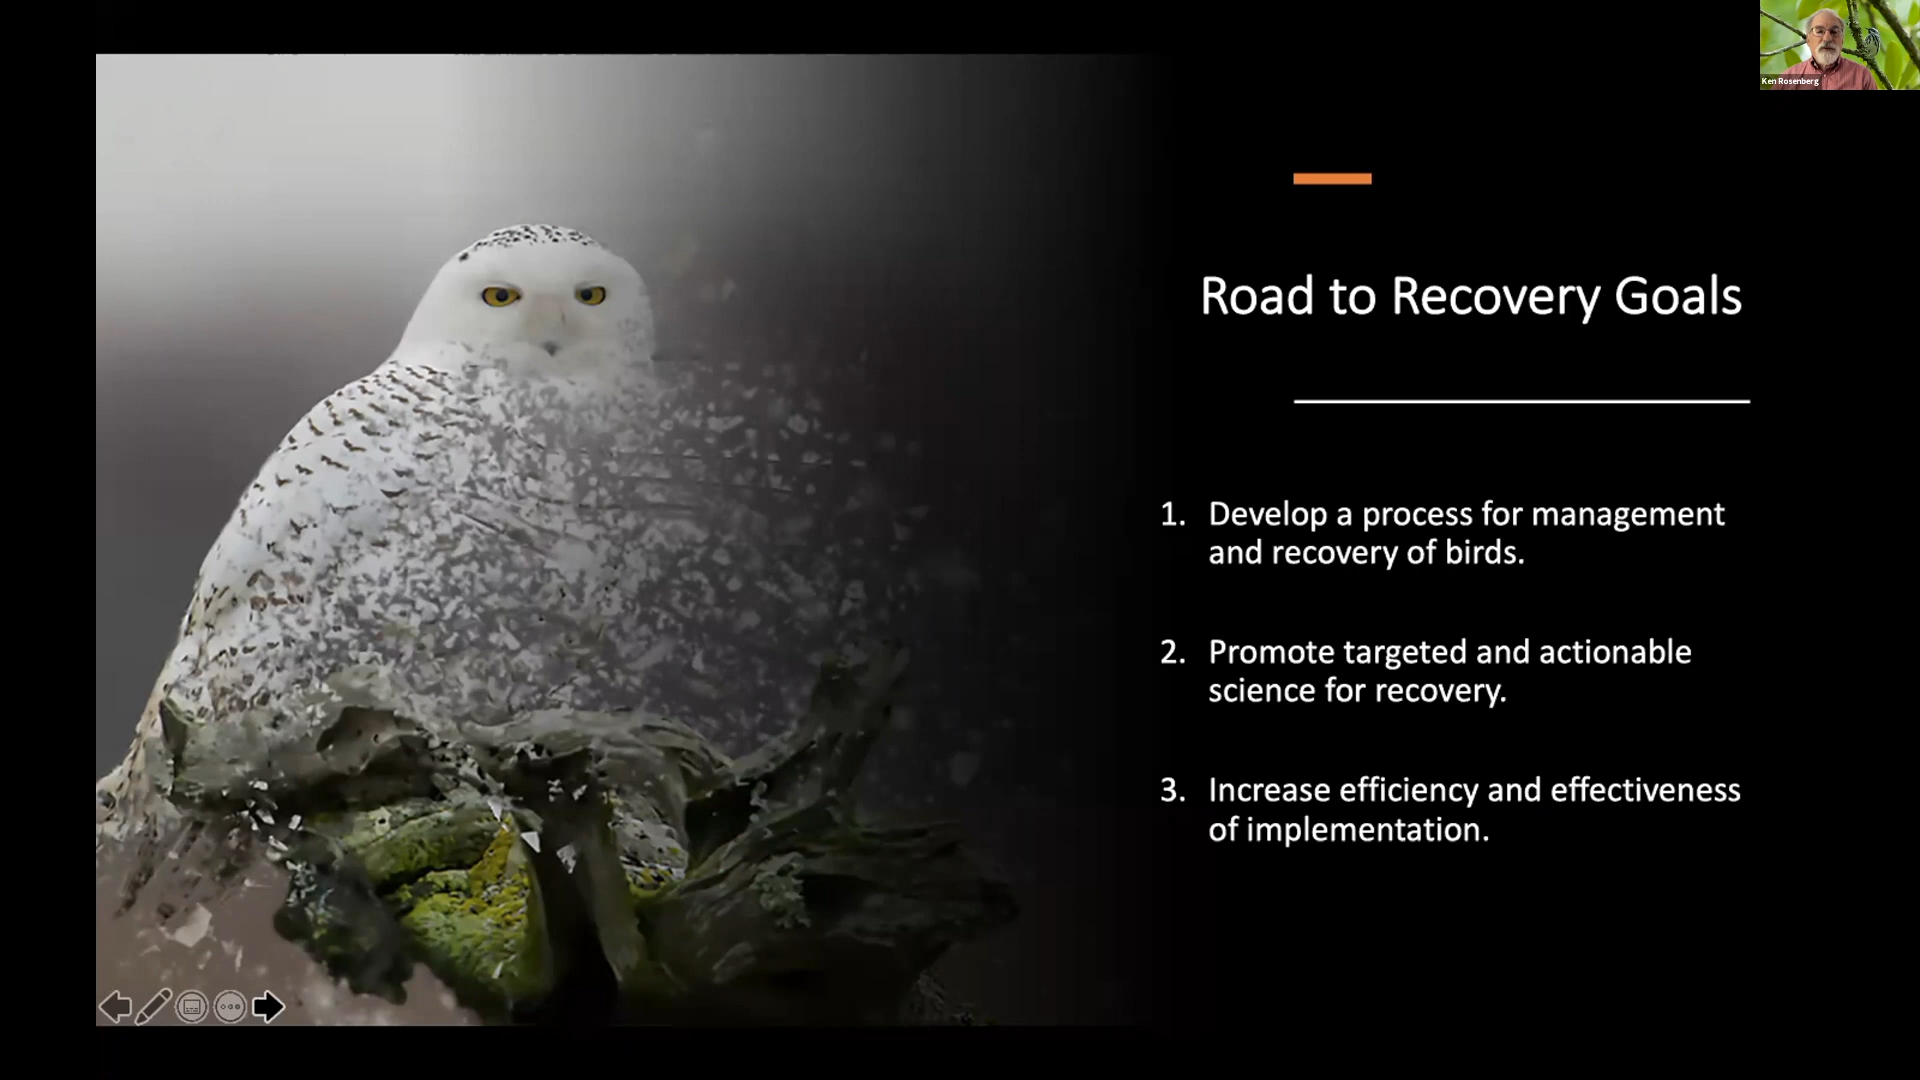 Ken Rosenberg
Road to Recovery Goals
1. Develop a process for management
and recovery of birds.
2. Promote targeted and actionable
science for recovery.
3. Increase efficiency and effectiveness
of implementation.